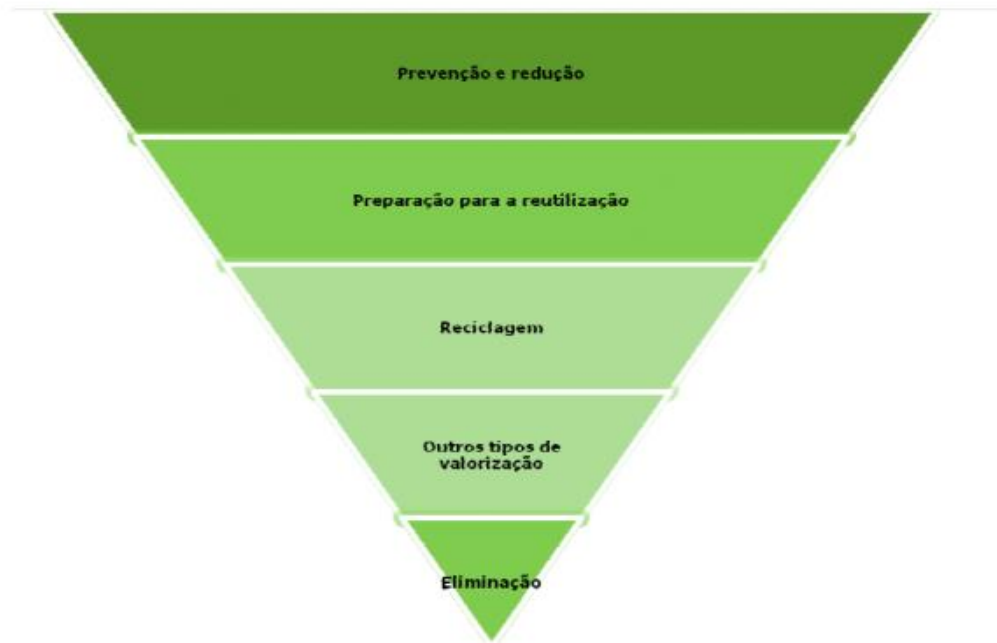 Prevenção e redução
Preparação para a reutilização
Reciclagem
Outros tipos de
valorização
Eliminação